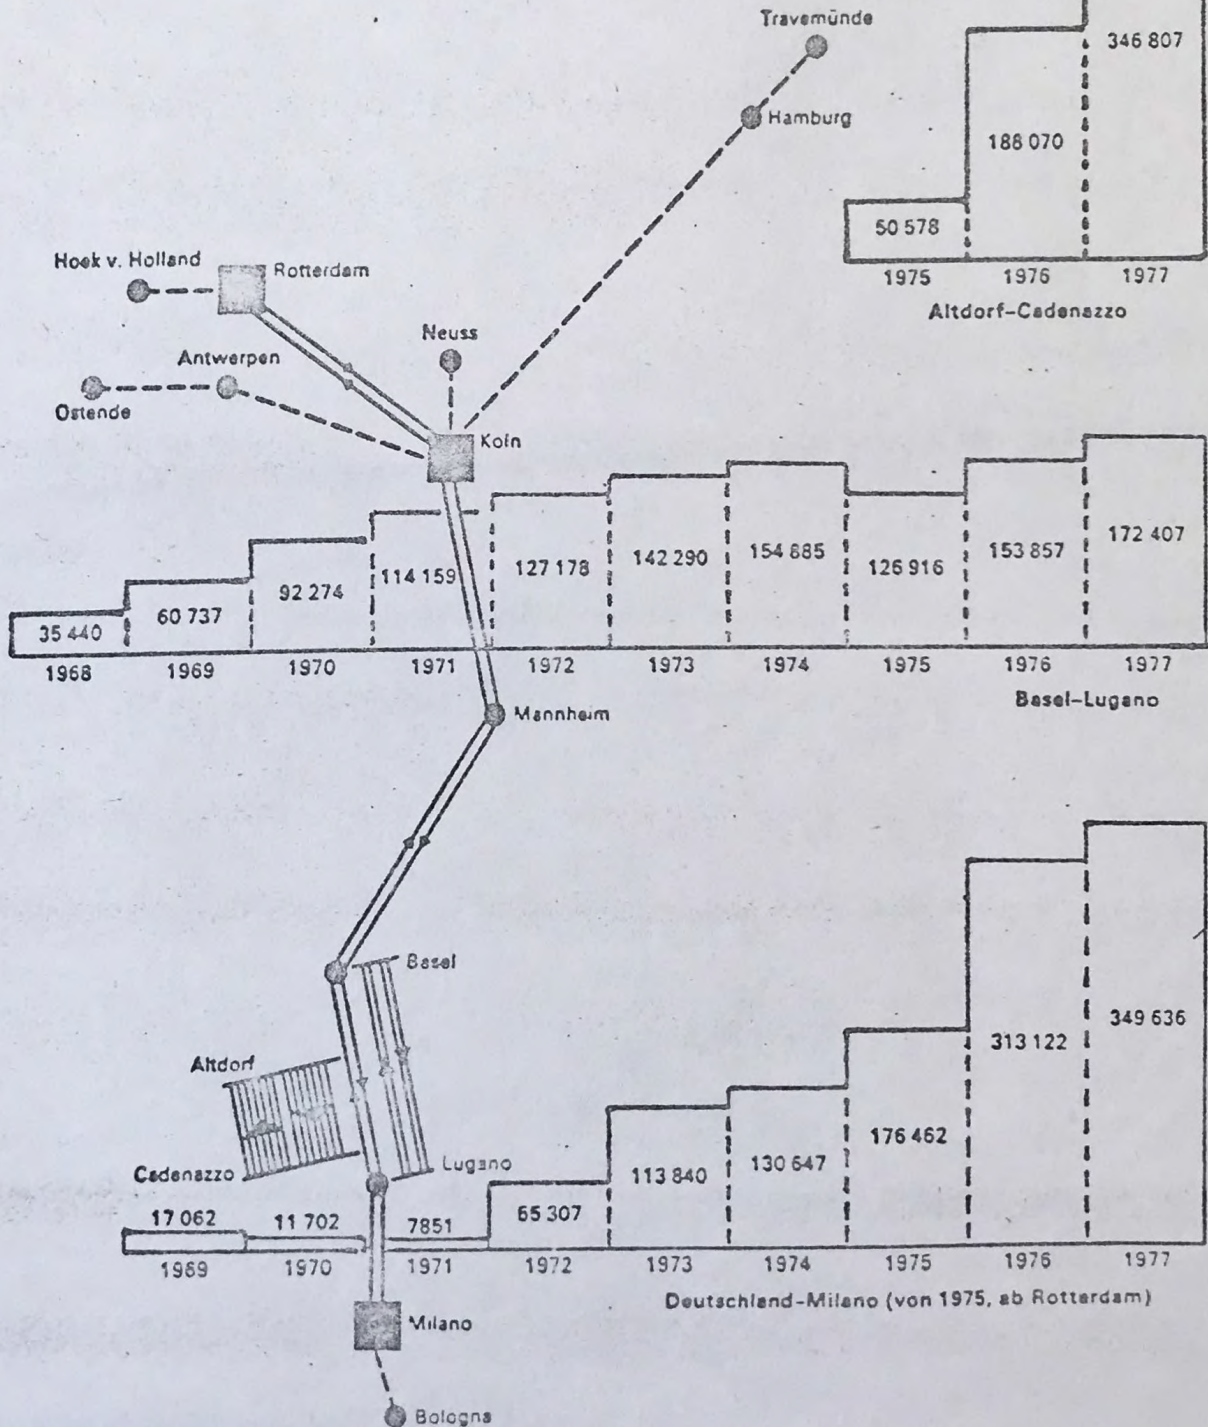 Travemünde
346 807
Hamburg
188 070
50 578
1975 1976 1977
Altdorf–Cadenazzo
Hoek v. Holland
Rotterdam
Neuss
Antwerpen
Ostende
Koln
35 440 60 737 92 274 114 159 127 178 142 290 154 885 126 916 153 857 172 407
1968 1969 1970 1971 1972 1973 1974 1975 1976 1977
Basel–Lugano
Mannheim
Basel
Altdorf
Cadenazzo
Lugano
17 062 11 702 7851 65 307 113 840 130 647 176 462 313 122 349 636
1969 1970 1971 1972 1973 1974 1975 1976 1977
Deutschland–Milano (von 1975, ab Rotterdam)
Milano
Bologna